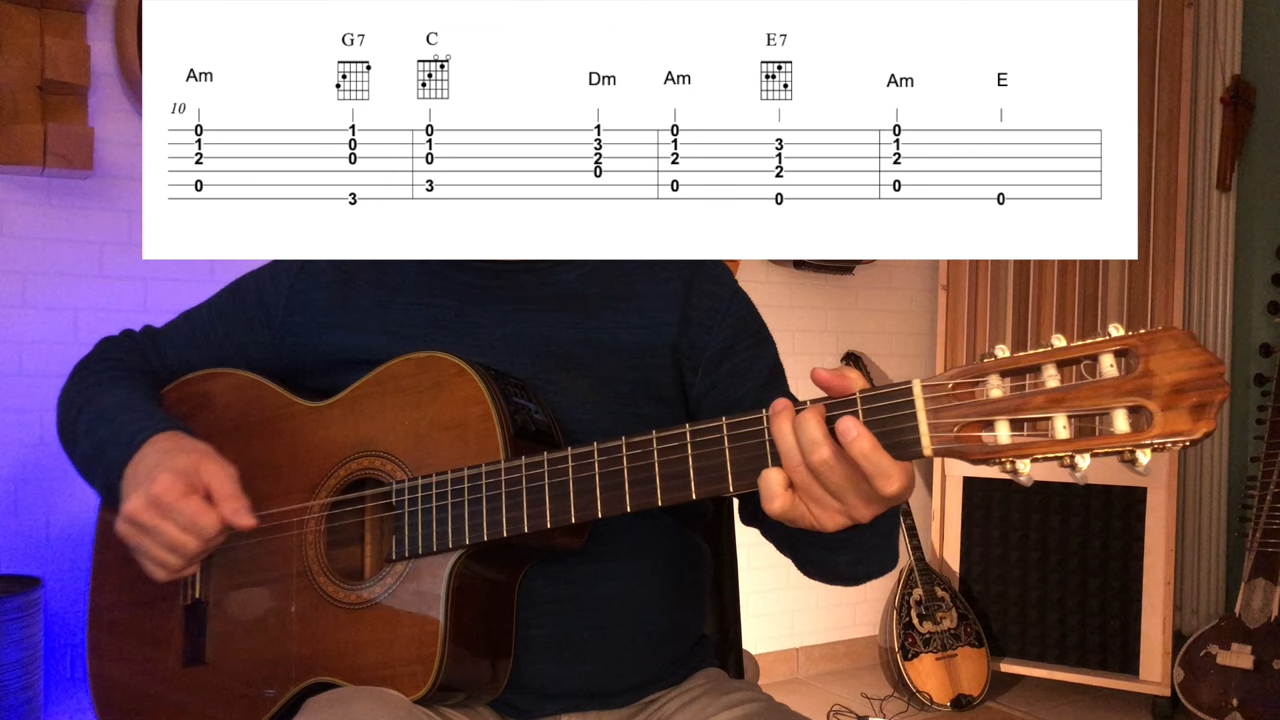 G7 C E7
Am Dm Am Am E
10
0 1 0 1 0 0
1 0 1 3 1 3 1
2 0 0 2 2 1 2
0 2
0 3 0 0
3 0 0